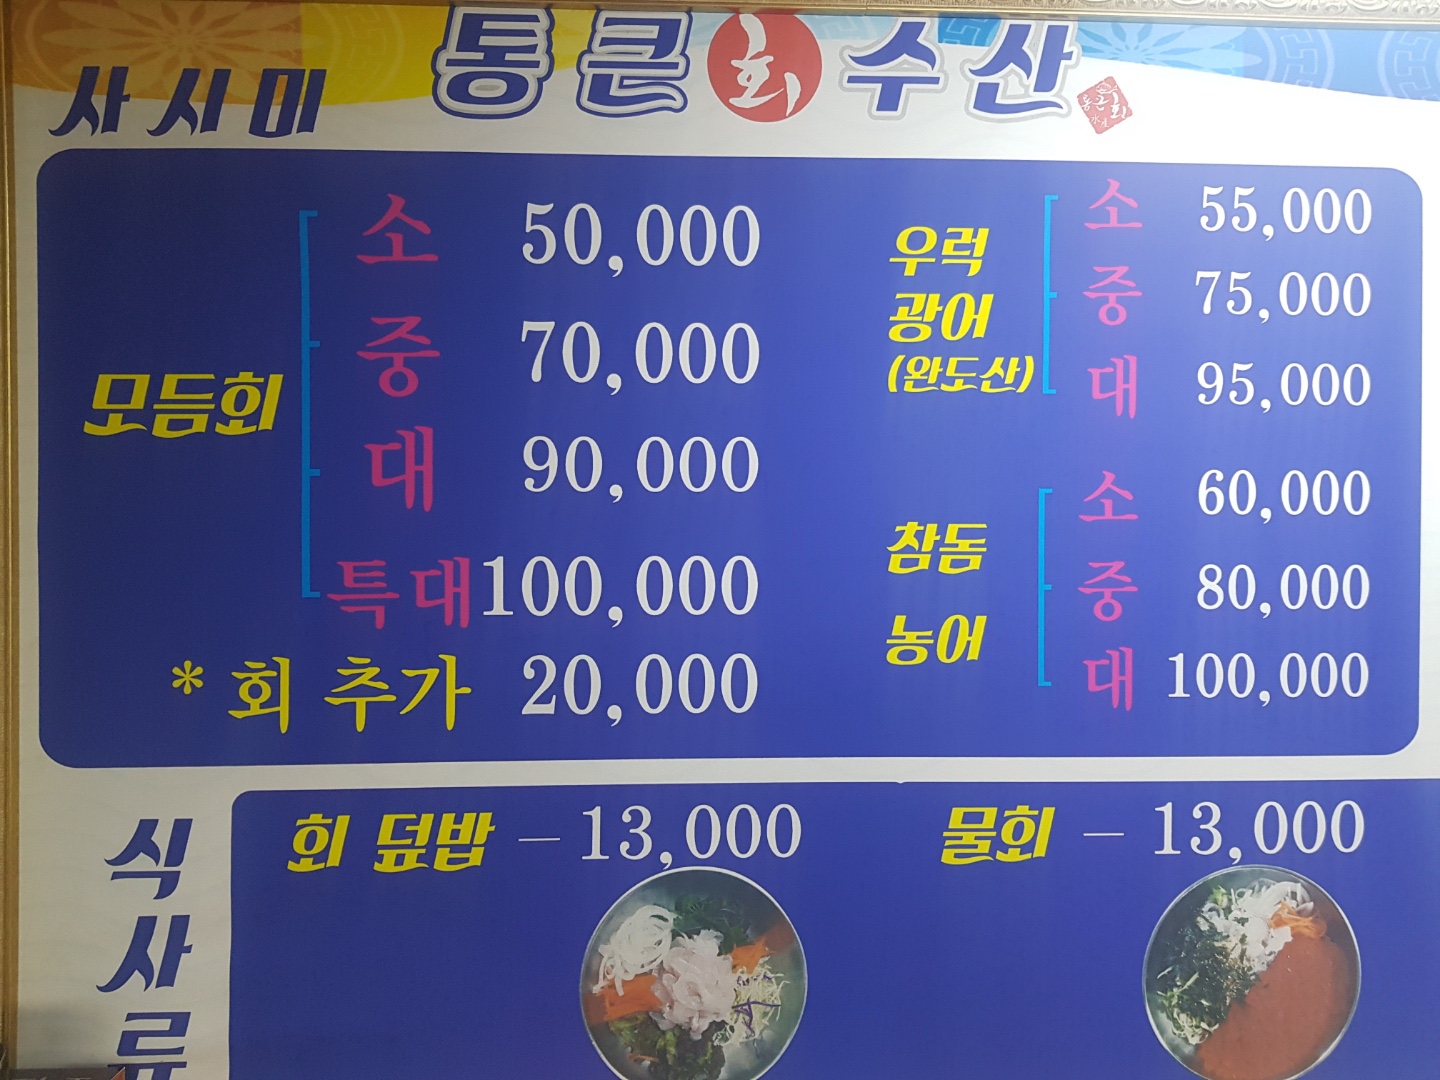 통큰회수산
사시미
모듬회
소 50,000
중 70,000
대 90,000
특대 100,000
* 회 추가 20,000
우럭
광어
(완도산)
소 55,000
중 75,000
대 95,000
참돔
농어
소 60,000
중 80,000
대 100,000
식사류
회 덮밥 - 13,000
물회 - 13,000